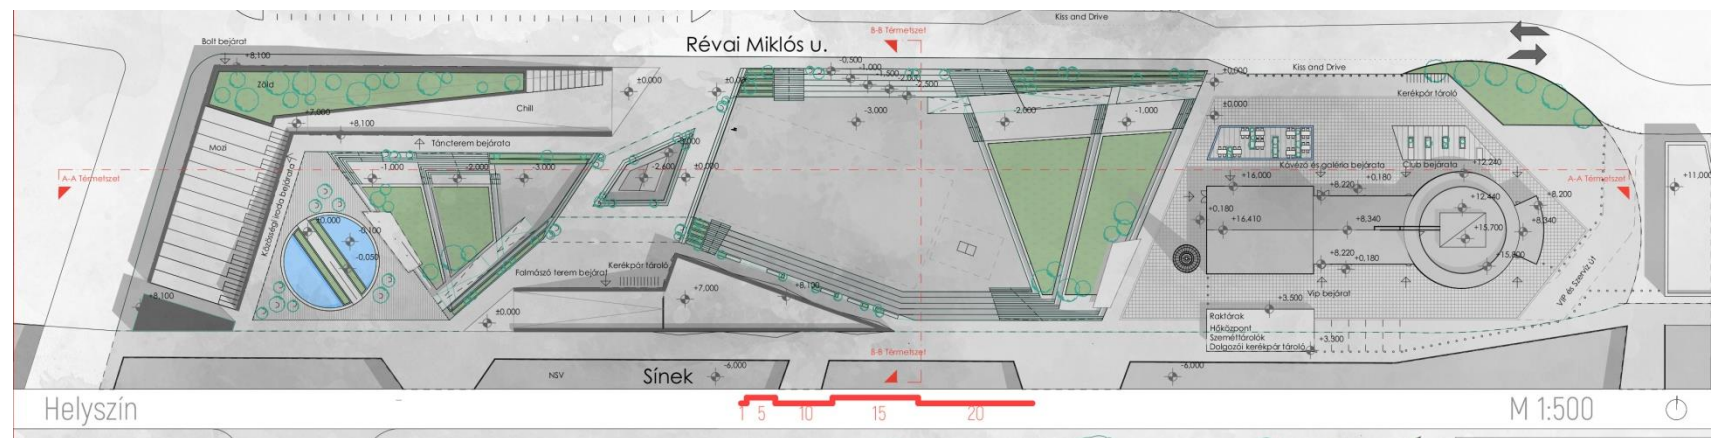 Kiss and Drive
B-B Térmetszet
Révai Miklós u.
Bolt bejárat
+8,100
-0,500
-1,000
-1,500
-2,000
-2,500
Kiss and Drive
±0,000
±0,000
±0,000
Zöld
Kerékpár tároló
Chill
+7,000
-3,000
-2,000
-1,000
±0,000
+8,100
Mozi
Táncterem bejárata
-1,000
-2,000
-3,000
-2,600
±0,000
Kávézó és galéria bejárata
Club bejárata
+12,240
A-A Térmetszet
A-A Térmetszet
+11,000
+16,000
+8,220
+0,180
+8,200
Közösségi iroda bejárata
+0,180
+16,410
+8,340
+12,440
+8,340
±0,000
-0,100
-0,050
+15,700
+8,220
+0,180
+15,800
Falmászó terem bejárat
Kerékpár tároló
+7,000
+8,100
+8,100
Vip bejárat
VIP és Szerviz út
+3,500
±0,000
Raktárak
Hőközpont
Szeméttárolók
Dolgozói kerékpár tároló
+3,500
B-B Térmetszet
NSV
Sínek
-6,000
-6,000
Helyszín
1 5 10 15 20
M 1:500